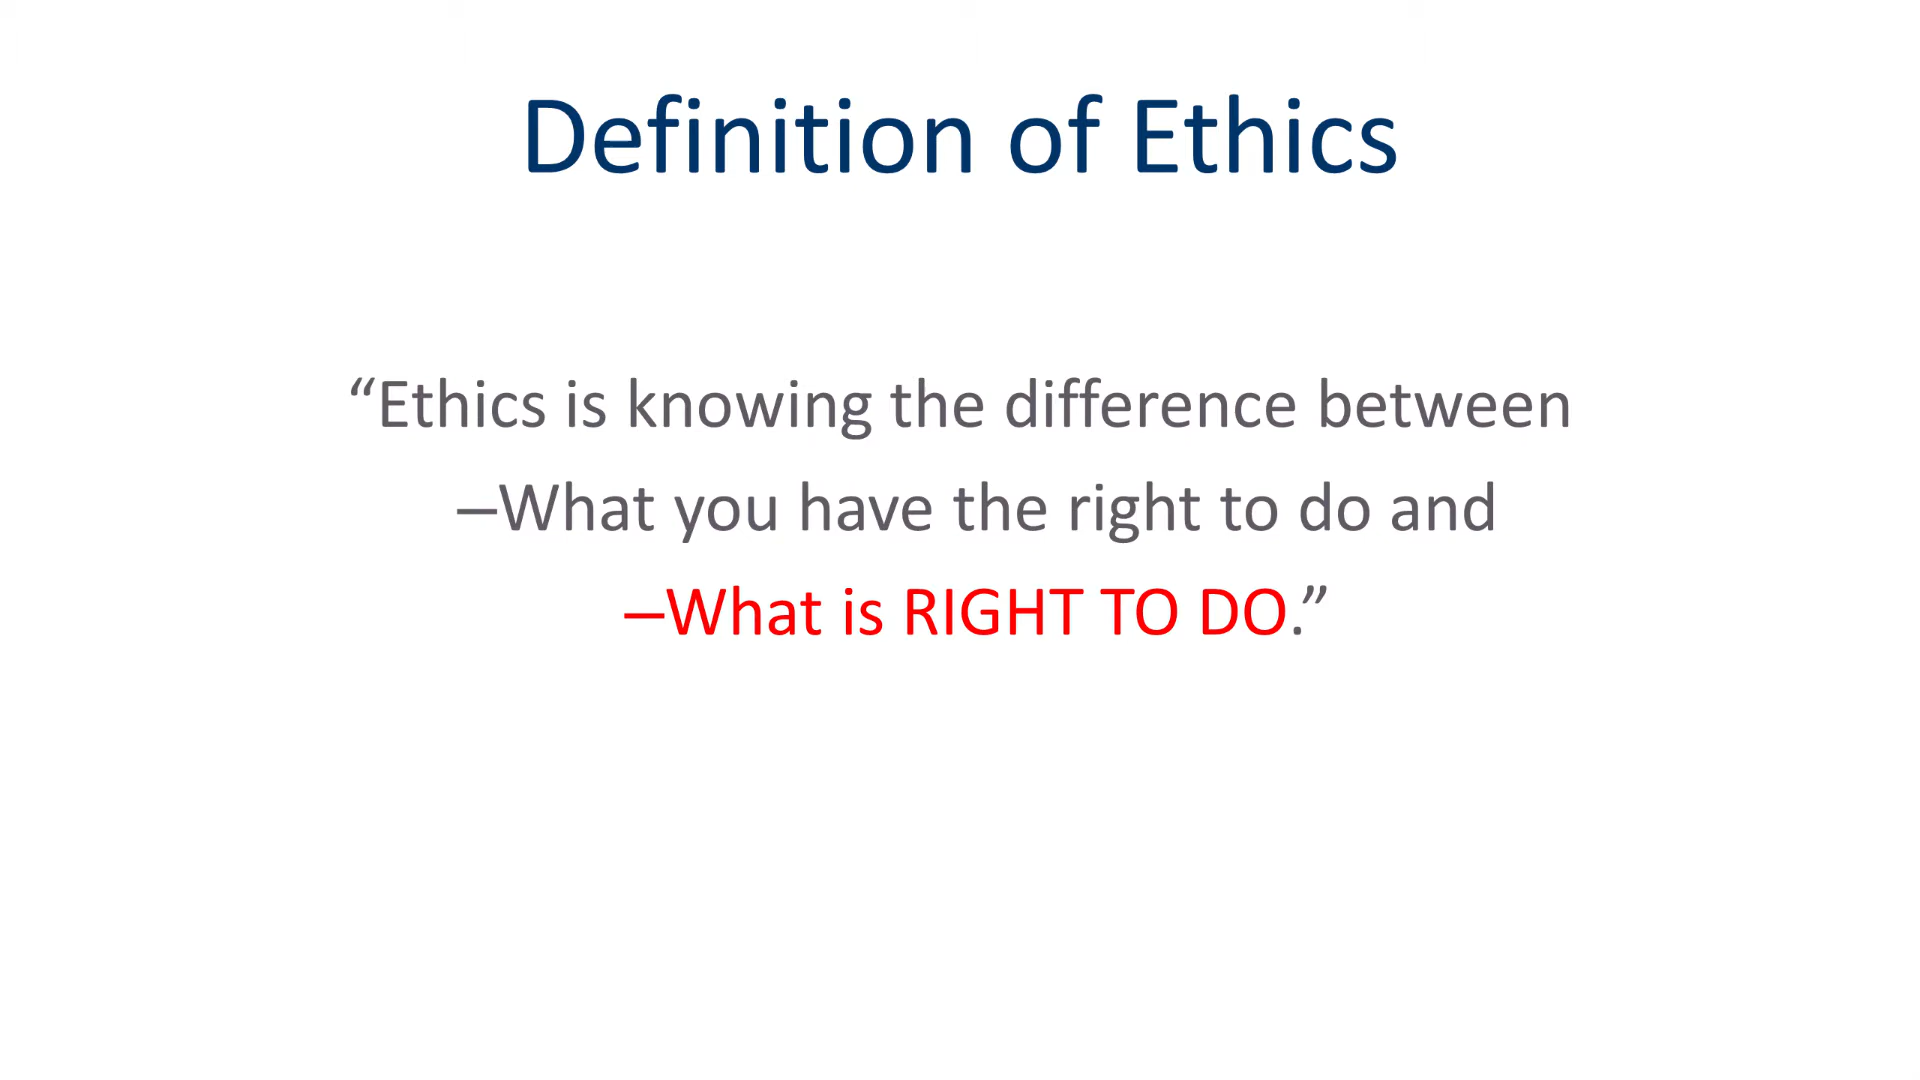 Definition of Ethics
“Ethics is knowing the difference between
–What you have the right to do and
–What is RIGHT TO DO.”